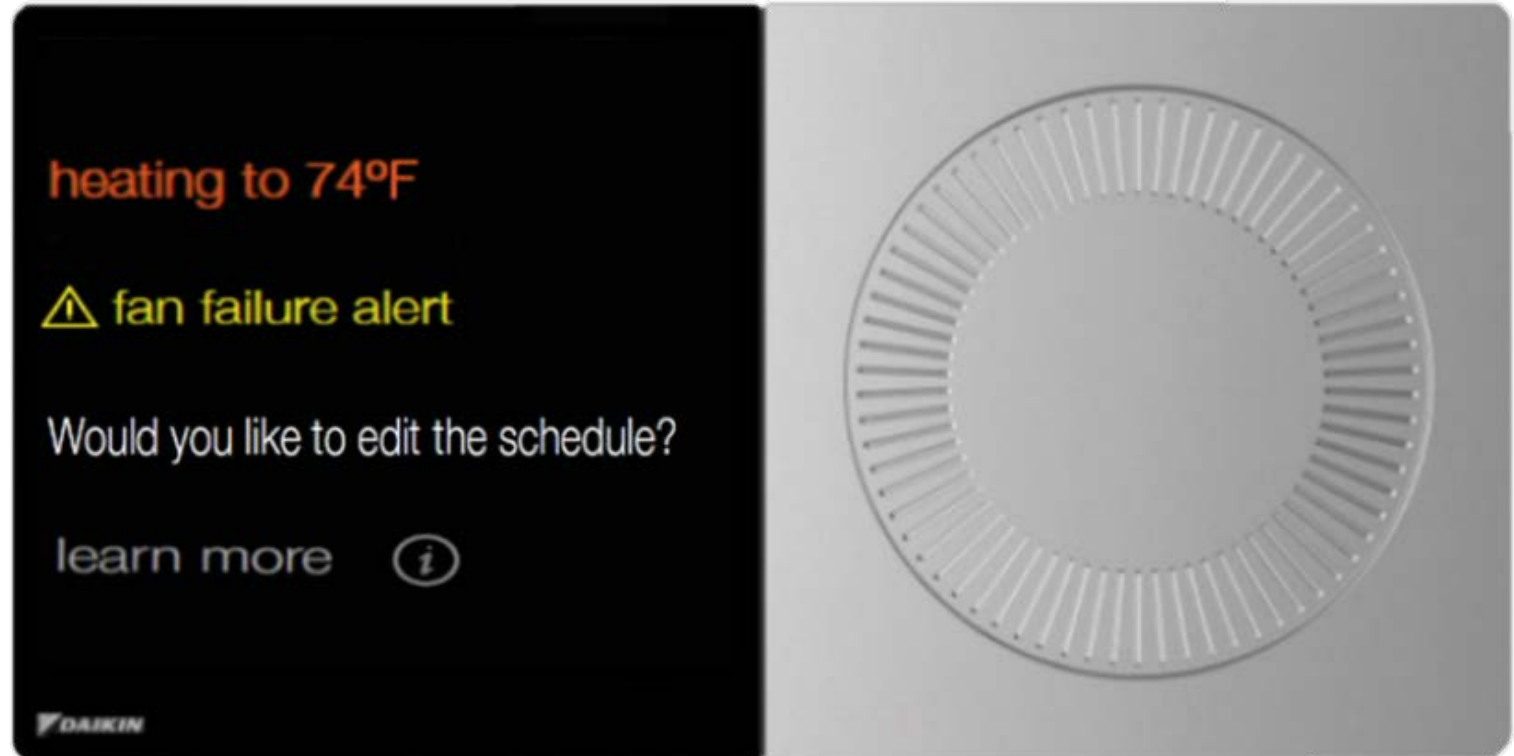 heating to 74ºF
fan failure alert
Would you like to edit the schedule?
learn more i
DAIKIN